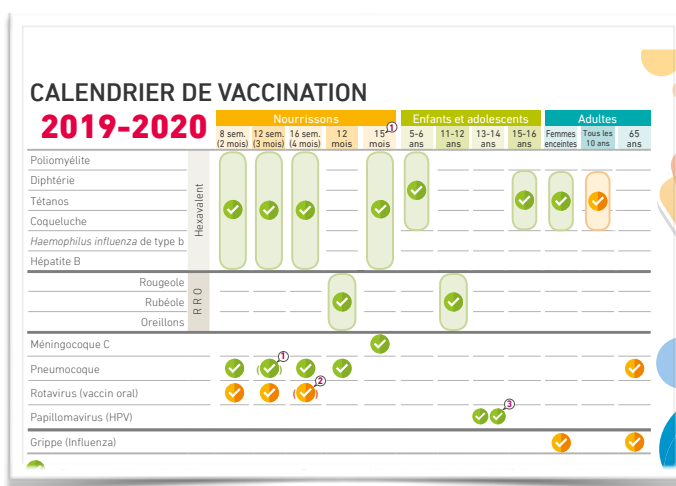 CALENDRIER DE VACCINATION
2019-2020
Nourrissons
Enfants et adolescents
Adultes
8 sem. (2 mois)
12 sem. (3 mois)
16 sem. (4 mois)
12 mois
15 mois
1
5-6 ans
11-12 ans
13-14 ans
15-16 ans
Femmes enceintes
Tous les 10 ans
65 ans
Poliomyélite
Diphtérie
Tétanos
Coqueluche
Haemophilus influenza de type b
Hépatite B
Hexavalent
Rougeole
Rubéole
Oreillons
RRO
Méningocoque C
Pneumocoque
( ) 1
Rotavirus (vaccin oral)
( ) 2
Papillomavirus (HPV)
3
Grippe (Influenza)